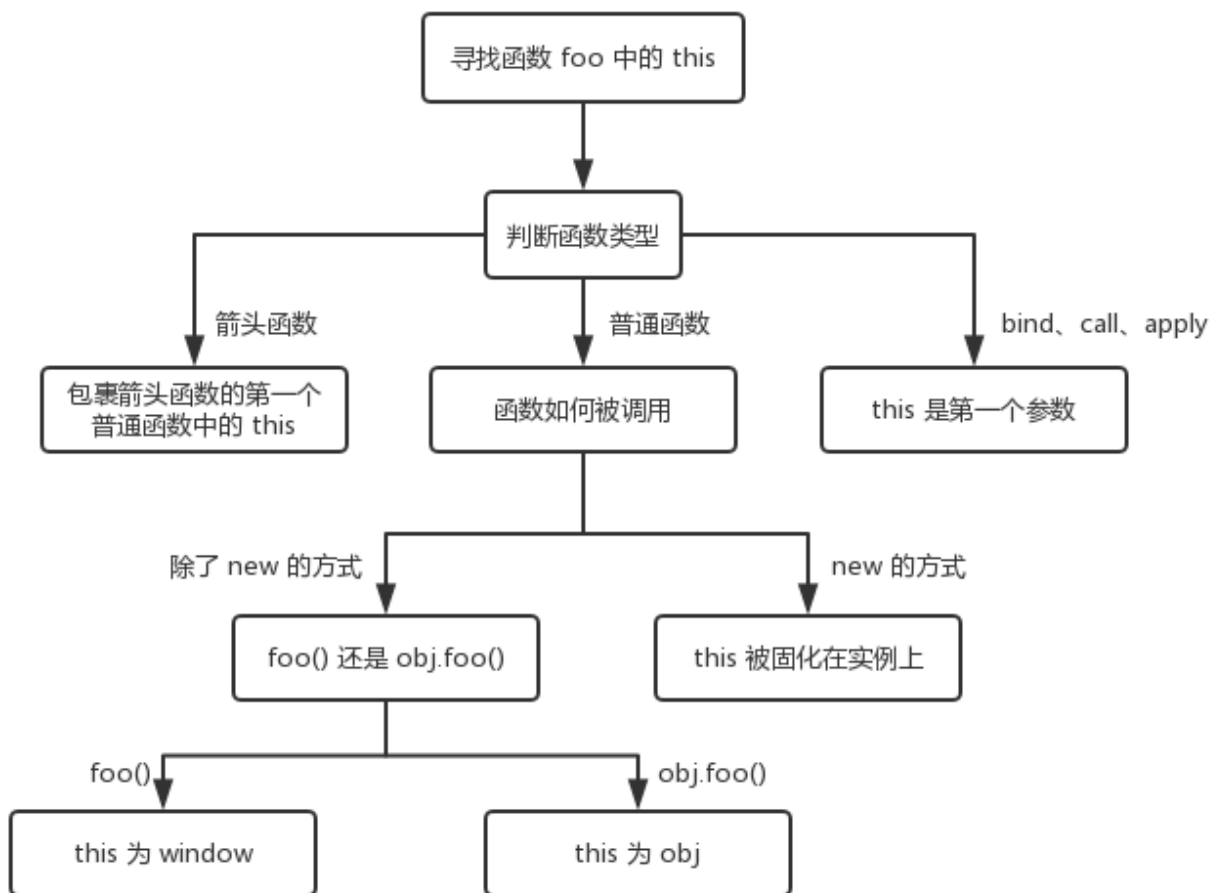 寻找函数 foo 中的 this
判断函数类型
箭头函数
普通函数
bind、call、apply
包裹箭头函数的第一个
普通函数中的 this
函数如何被调用
this 是第一个参数
除了 new 的方式
new 的方式
foo() 还是 obj.foo()
this 被固化在实例上
foo()
obj.foo()
this 为 window
this 为 obj